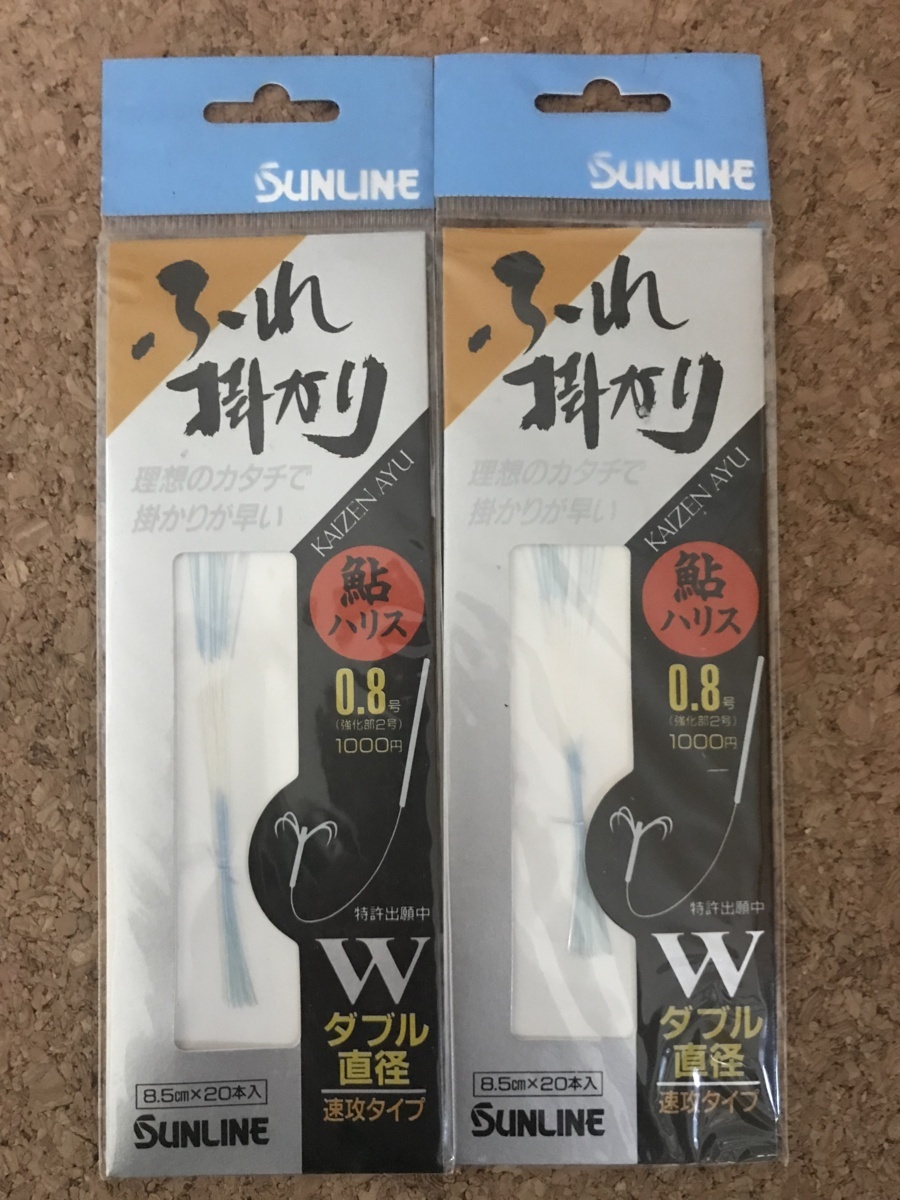 SUNLINE
ふれ
掛かり
理想のカタチで
掛かりが早い
KAIZEN AYU
鮎
ハリス
0.8号
(強化部2号)
1000円
特許出願中
W
ダブル
直径
速攻タイプ
8.5cm×20本入
SUNLINE
SUNLINE
ふれ
掛かり
理想のカタチで
掛かりが早い
KAIZEN AYU
鮎
ハリス
0.8号
(強化部2号)
1000円
特許出願中
W
ダブル
直径
速攻タイプ
8.5cm×20本入
SUNLINE